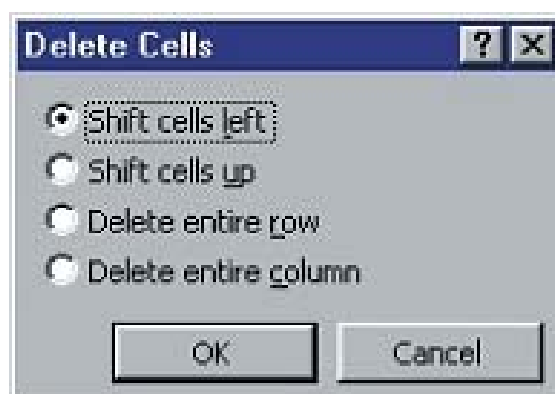 Delete Cells ? X
Shift cells left
Shift cells up
Delete entire row
Delete entire column
OK Cancel